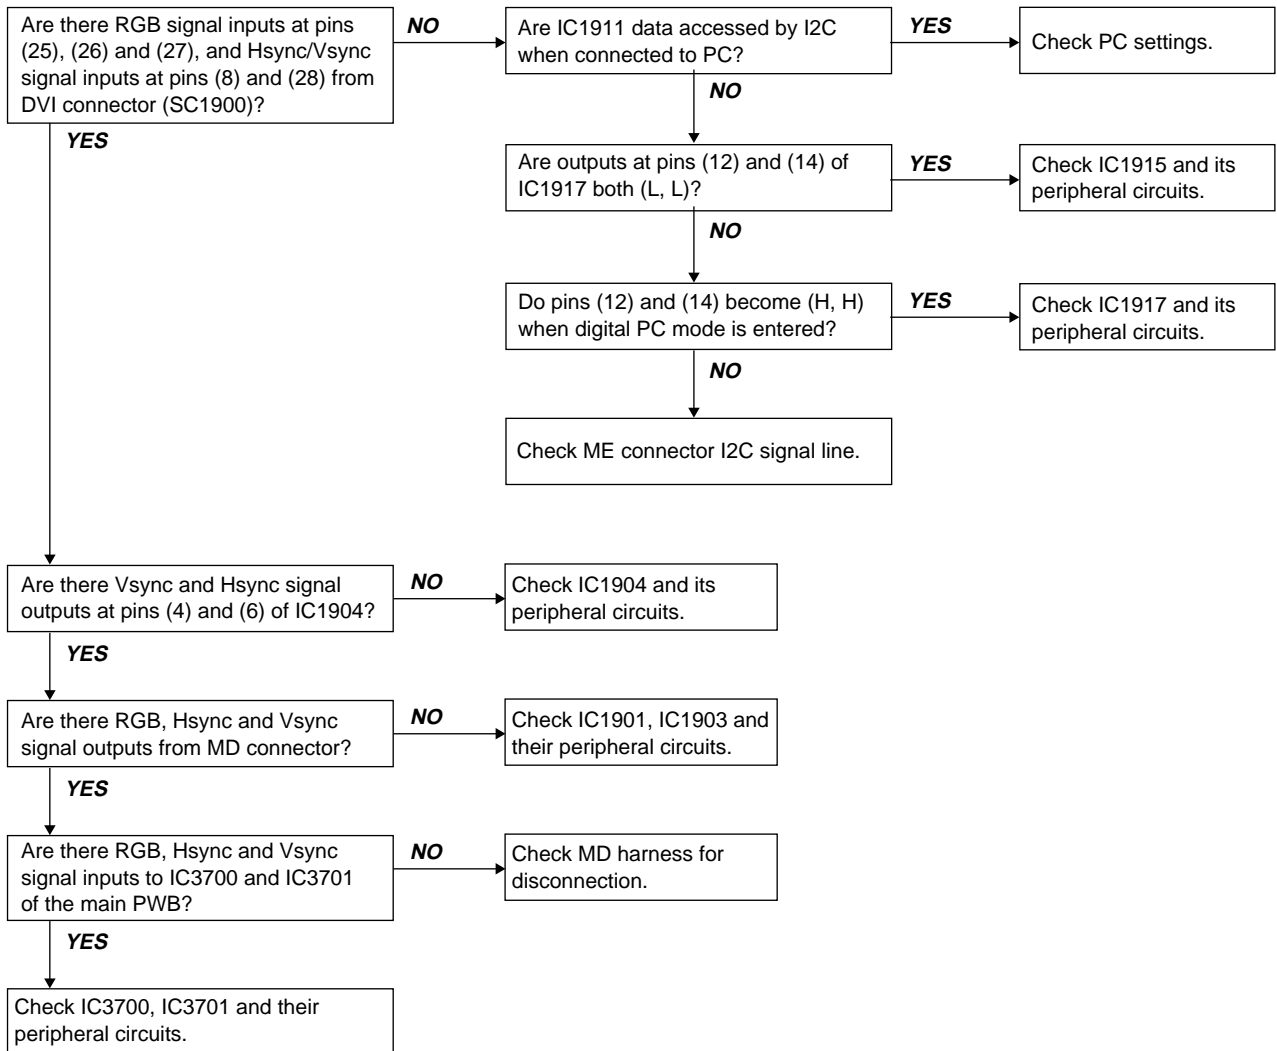 Are there RGB signal inputs at pins
(25), (26) and (27), and Hsync/Vsync
signal inputs at pins (8) and (28) from
DVI connector (SC1900)?
NO
Are IC1911 data accessed by I2C
when connected to PC?
YES
Check PC settings.
NO
YES
Are outputs at pins (12) and (14) of
IC1917 both (L, L)?
YES
Check IC1915 and its
peripheral circuits.
NO
Do pins (12) and (14) become (H, H)
when digital PC mode is entered?
YES
Check IC1917 and its
peripheral circuits.
NO
Check ME connector I2C signal line.
Are there Vsync and Hsync signal
outputs at pins (4) and (6) of IC1904?
NO
Check IC1904 and its
peripheral circuits.
YES
Are there RGB, Hsync and Vsync
signal outputs from MD connector?
NO
Check IC1901, IC1903 and
their peripheral circuits.
YES
Are there RGB, Hsync and Vsync
signal inputs to IC3700 and IC3701
of the main PWB?
NO
Check MD harness for
disconnection.
YES
Check IC3700, IC3701 and their
peripheral circuits.